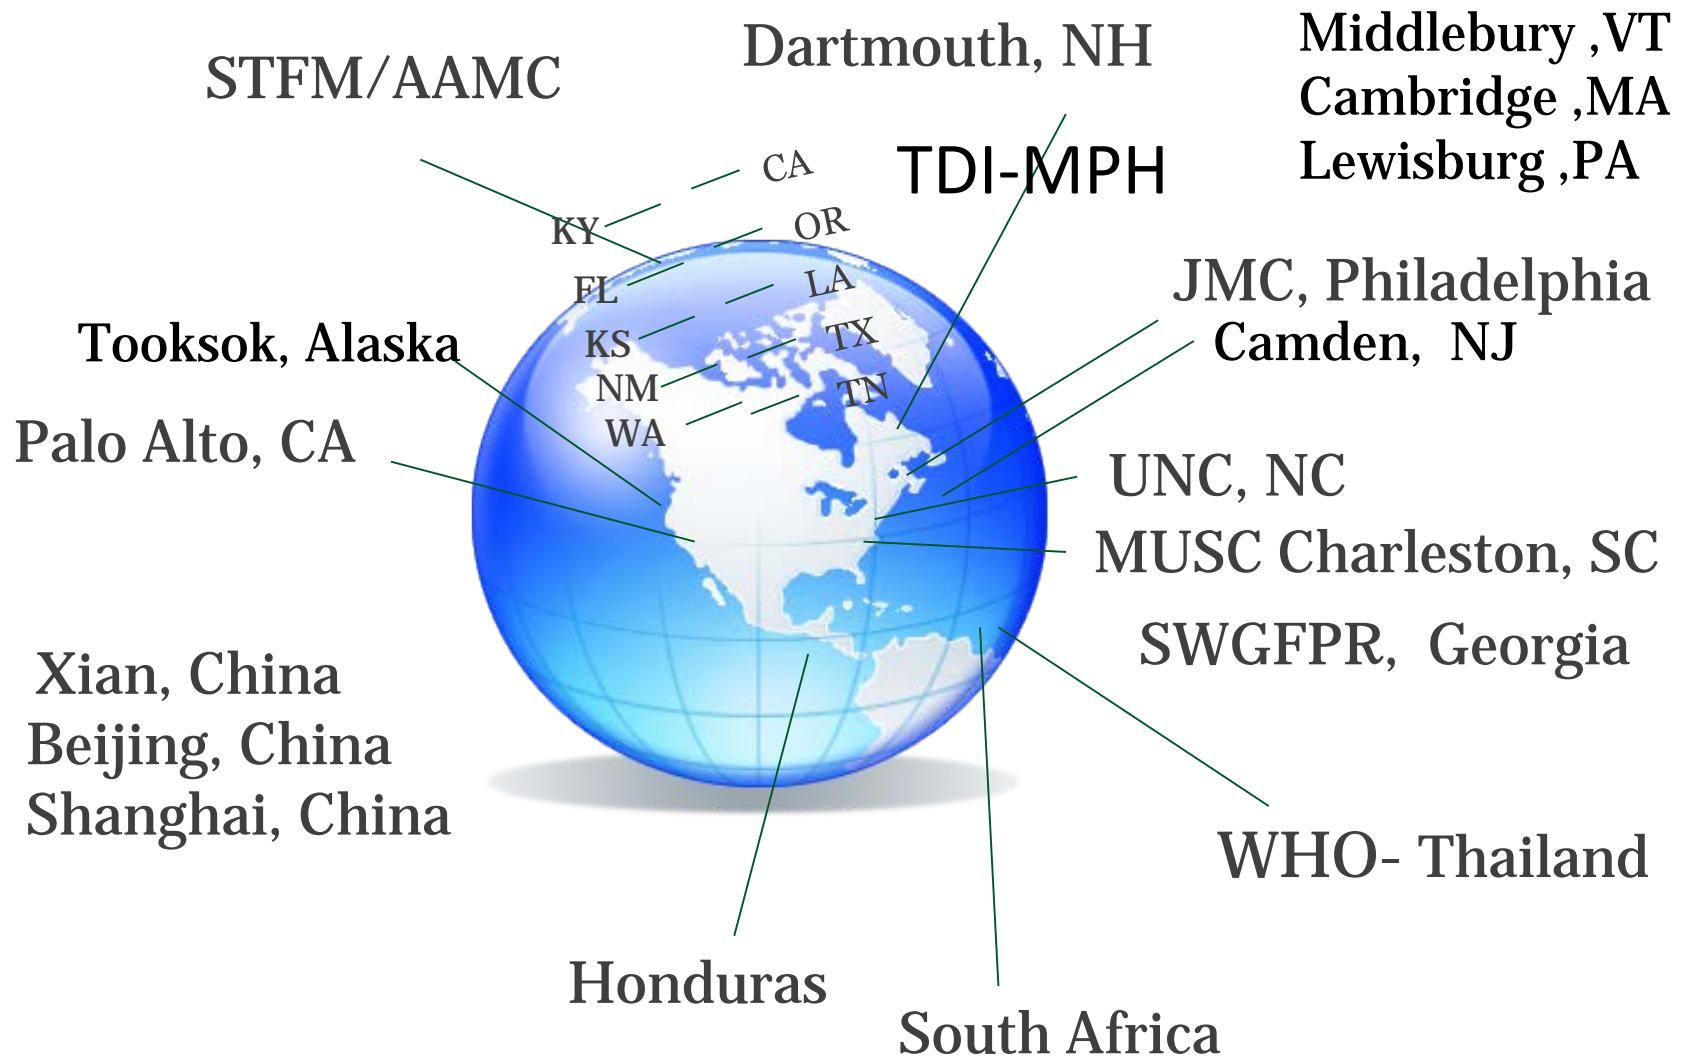 STFM/AAMC
Dartmouth, NH
Middlebury ,VT
Cambridge ,MA
Lewisburg ,PA
TDI-MPH
CA
KY
OR
FL
LA
KS
TX
NM
TN
WA
JMC, Philadelphia
Camden, NJ
Tooksok, Alaska
Palo Alto, CA
UNC, NC
MUSC Charleston, SC
SWGFPR, Georgia
Xian, China
Beijing, China
Shanghai, China
WHO- Thailand
Honduras
South Africa